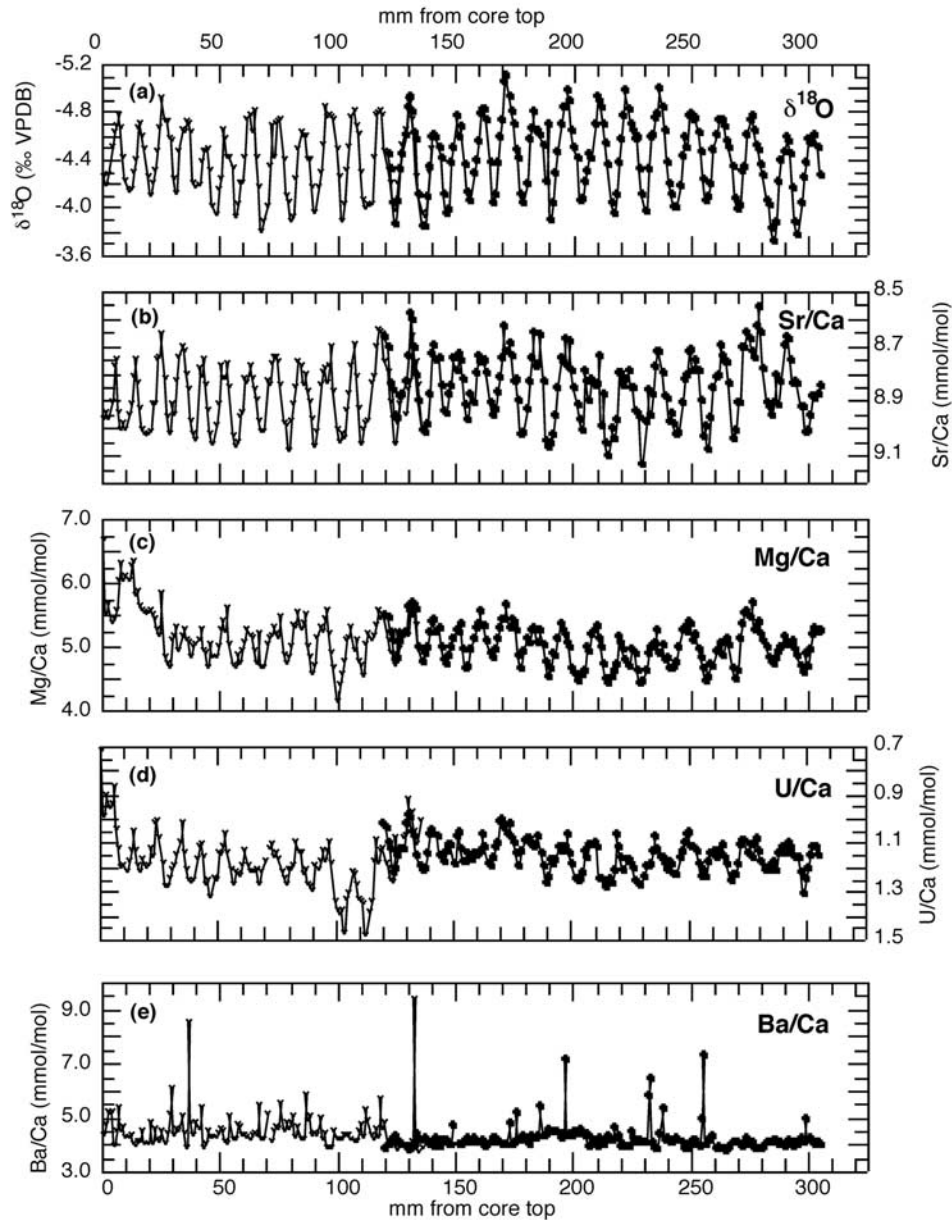 mm from core top
0 50 100 150 200 250 300
(a)
δ18O
-5.2
-4.8
-4.4
-4.0
-3.6
δ18O (‰ VPDB)
(b)
Sr/Ca
8.5
8.7
8.9
9.1
Sr/Ca (mmol/mol)
(c)
Mg/Ca
7.0
6.0
5.0
4.0
Mg/Ca (mmol/mol)
(d)
U/Ca
0.7
0.9
1.1
1.3
1.5
U/Ca (mmol/mol)
(e)
Ba/Ca
9.0
7.0
5.0
3.0
Ba/Ca (mmol/mol)
0 50 100 150 200 250 300
mm from core top